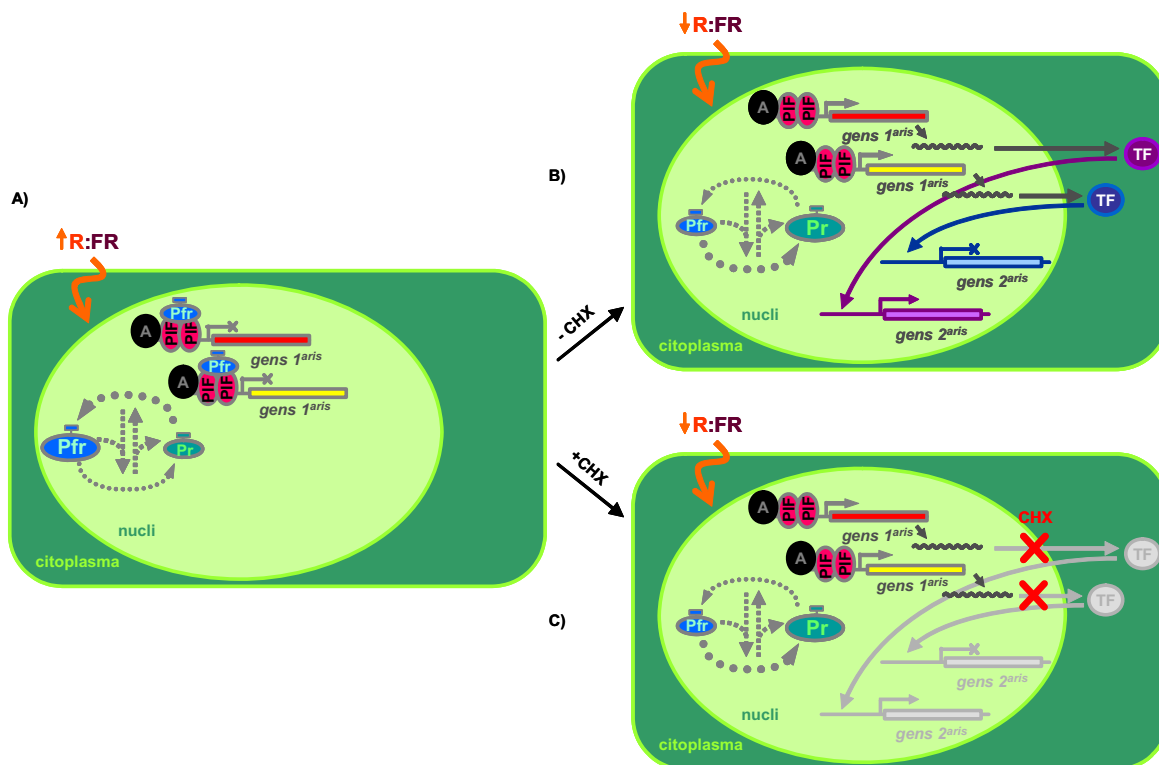 A)
↑R:FR
Pfr
A
PIF
PIF
gens 1aris
Pfr
A
PIF
PIF
gens 1aris
Pfr
Pr
nucli
citoplasma
- CHX
+CHX
B)
↓R:FR
A
PIF
PIF
gens 1aris
A
PIF
PIF
gens 1aris
TF
TF
Pfr
Pr
gens 2aris
gens 2aris
nucli
citoplasma
C)
↓R:FR
A
PIF
PIF
gens 1aris
CHX
A
PIF
PIF
gens 1aris
TF
TF
Pfr
Pr
gens 2aris
gens 2aris
nucli
citoplasma